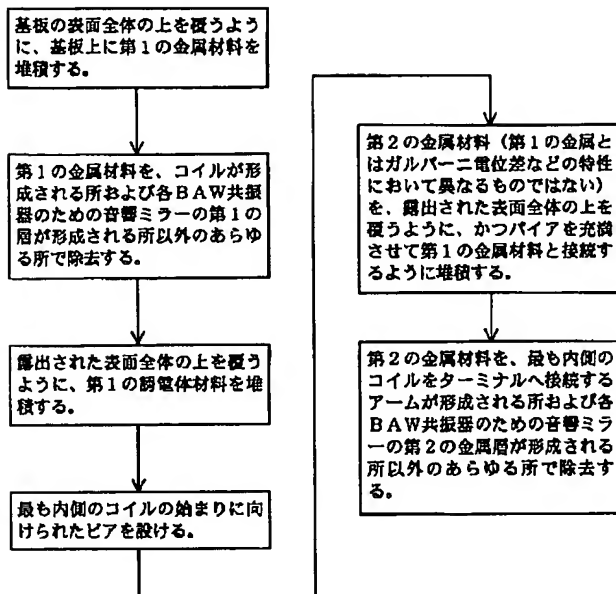 基板の表面全体の上を覆うよう
に、基板上に第１の金属材料を
堆積する。
第１の金属材料を、コイルが形
成される所および各ＢＡＷ共振
器のための音響ミラーの第１の
層が形成される所以外のあらゆ
る所で除去する。
露出された表面全体の上を覆う
ように、第１の誘電体材料を堆
積する。
最も内側のコイルの始まりに向
けられたビアを設ける。
第２の金属材料（第１の金属と
はガルバーニ電位差などの特性
において異なるものではない）
を、露出された表面全体の上を
覆うように、かつバイアを充満
させて第１の金属材料と接続す
るように堆積する。
第２の金属材料を、最も内側の
コイルをターミナルへ接続する
アームが形成される所および各
ＢＡＷ共振器のための音響ミラ
ーの第２の金属層が形成される
所以外のあらゆる所で除去す
る。